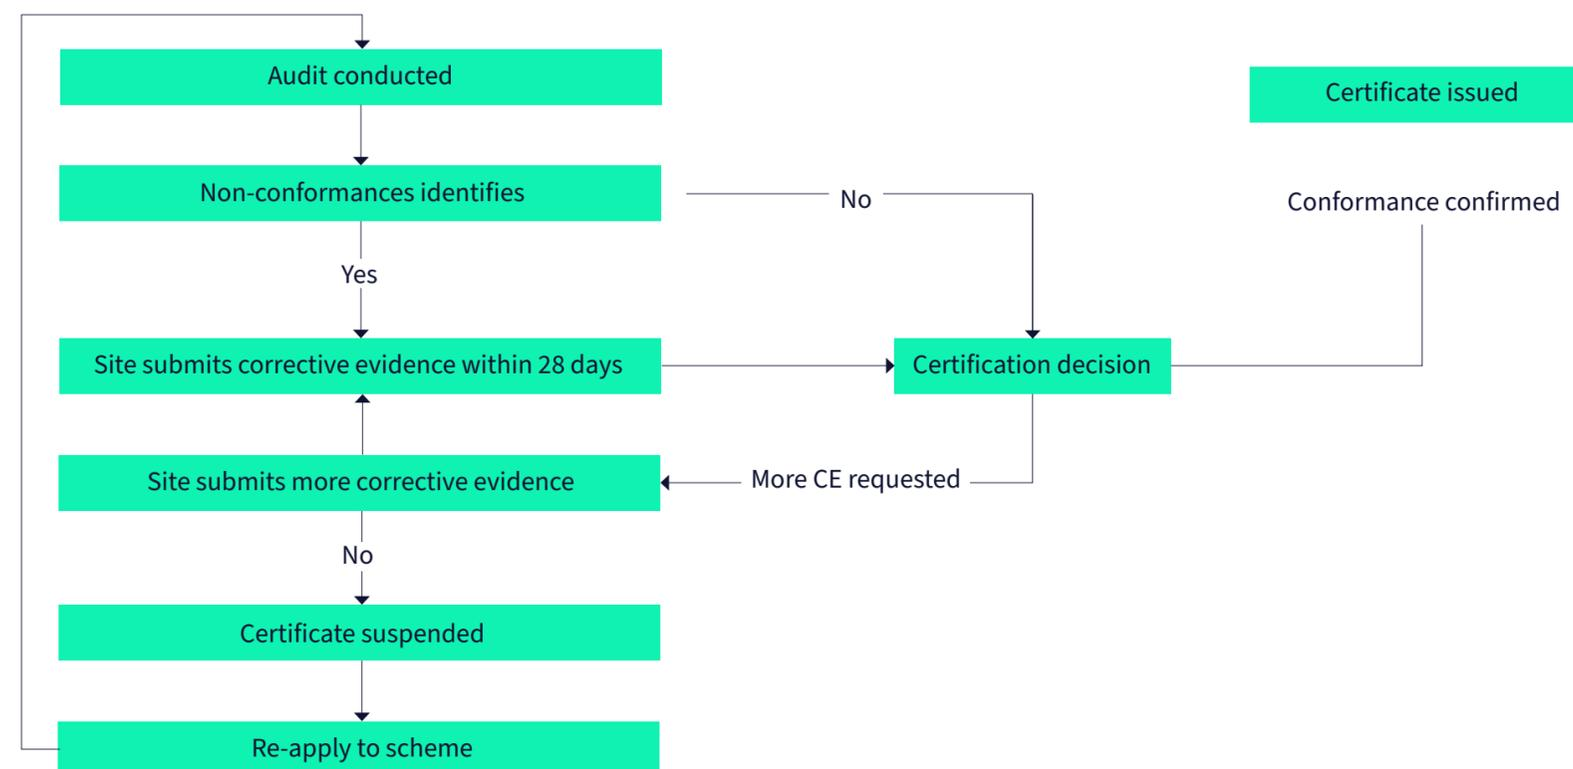 Audit conducted
Certificate issued
Non-conformances identifies
No
Conformance confirmed
Yes
Site submits corrective evidence within 28 days
Certification decision
Site submits more corrective evidence
More CE requested
No
Certificate suspended
Re-apply to scheme